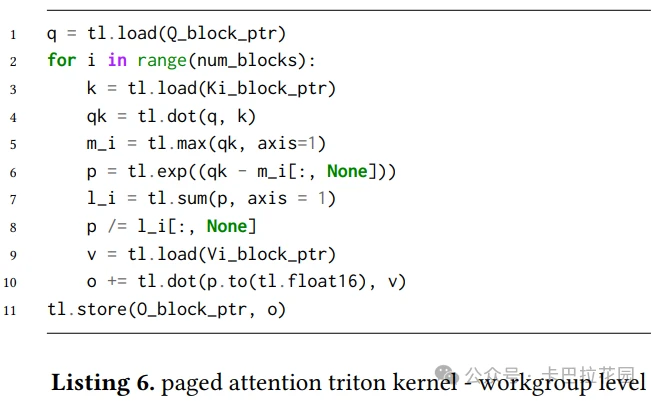 1 q = tl.load(Q_block_ptr)
2 for i in range(num_blocks):
3     k = tl.load(Ki_block_ptr)
4     qk = tl.dot(q, k)
5     m_i = tl.max(qk, axis=1)
6     p = tl.exp((qk - m_i[:, None]))
7     l_i = tl.sum(p, axis = 1)
8     p /= l_i[:, None]
9     v = tl.load(Vi_block_ptr)
10     o += tl.dot(p.to(tl.float16), v)
11 tl.store(O_block_ptr, o)
Listing 6. paged attention triton kernel - workgroup level
公众号 · 卡巴拉花园